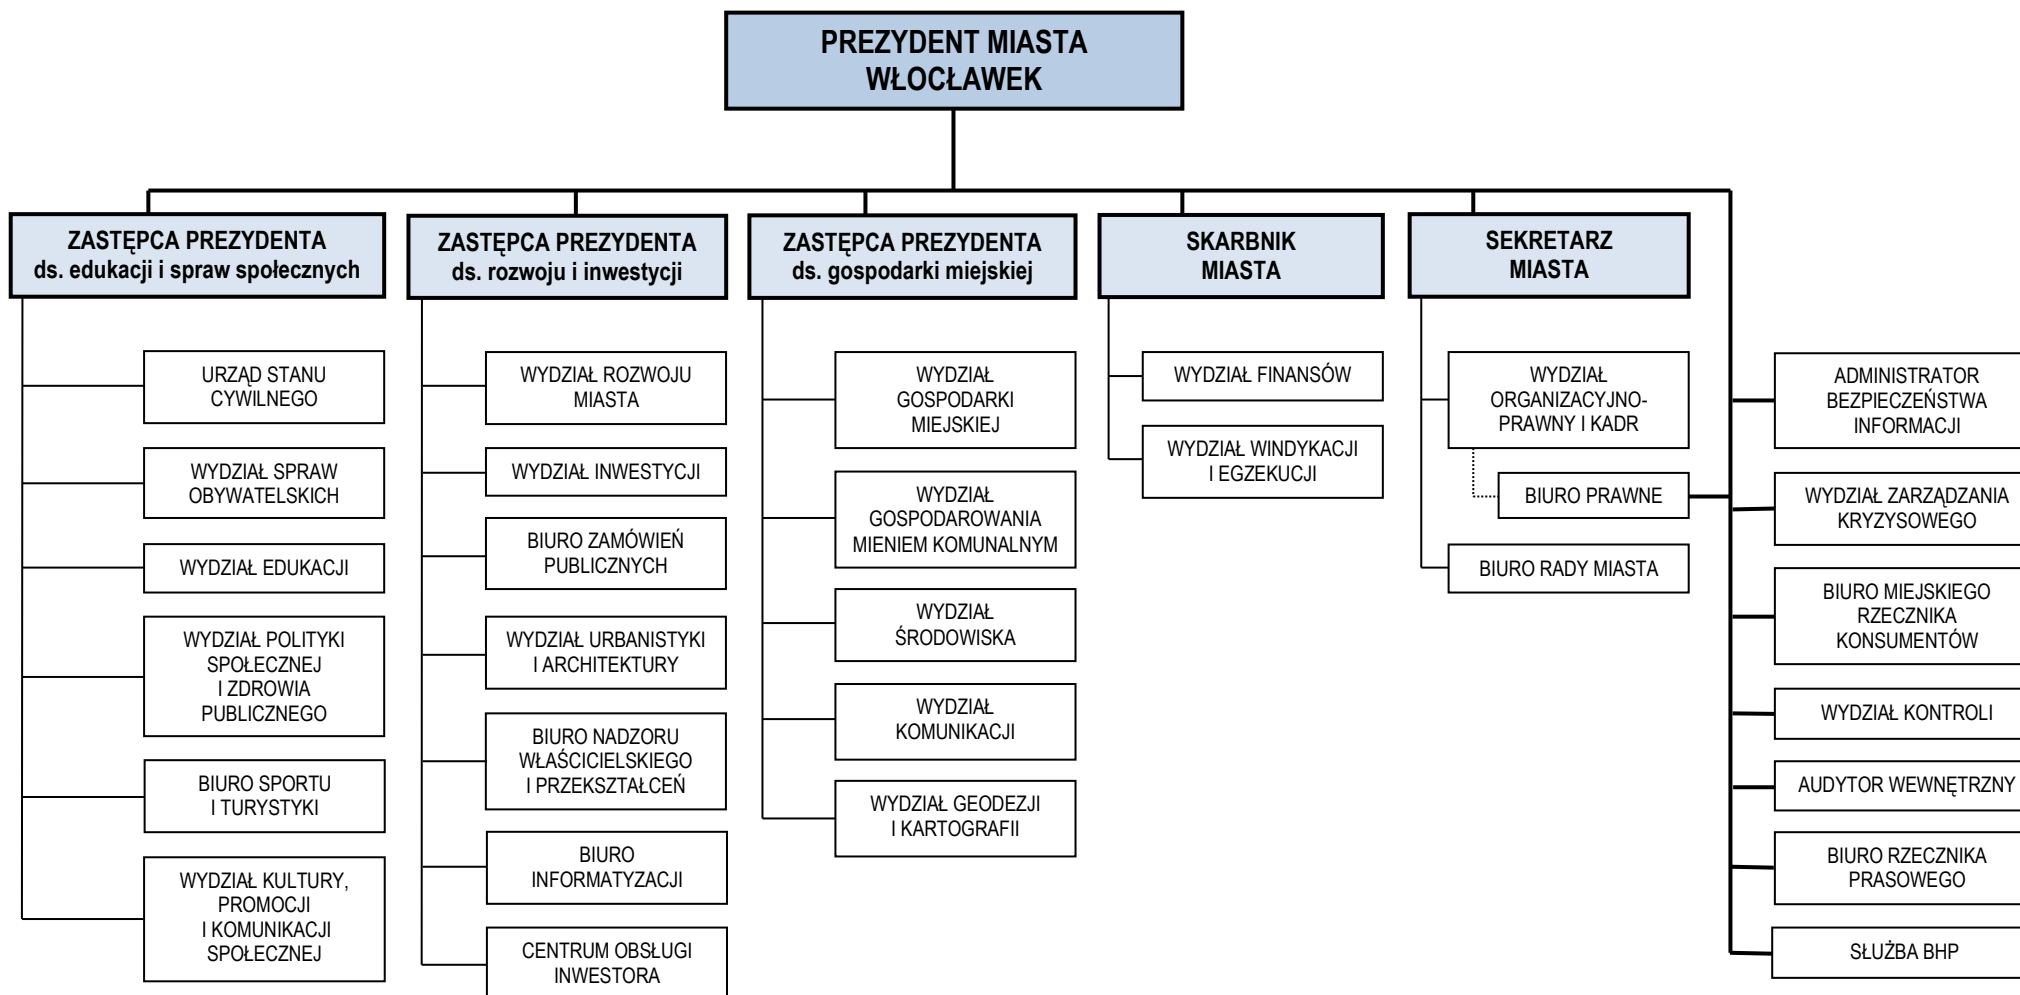 PREZYDENT MIASTA
WŁOCŁAWEK
ZASTĘPCA PREZYDENTA
ds. edukacji i spraw społecznych
URZĄD STANU
CYWILNEGO
WYDZIAŁ SPRAW
OBYWATELSKICH
WYDZIAŁ EDUKACJI
WYDZIAŁ POLITYKI
SPOŁECZNEJ
I ZDROWIA
PUBLICZNEGO
BIURO SPORTU
I TURYSTYKI
WYDZIAŁ KULTURY,
PROMOCJI
I KOMUNIKACJI
SPOŁECZNEJ
ZASTĘPCA PREZYDENTA
ds. rozwoju i inwestycji
WYDZIAŁ ROZWOJU
MIASTA
WYDZIAŁ INWESTYCJI
BIURO ZAMÓWIEŃ
PUBLICZNYCH
WYDZIAŁ URBANISTYKI
I ARCHITEKTURY
BIURO NADZORU
WŁAŚCICIELSKIEGO
I PRZEKSZTAŁCEŃ
BIURO
INFORMATYZACJI
CENTRUM OBSŁUGI
INWESTORA
ZASTĘPCA PREZYDENTA
ds. gospodarki miejskiej
WYDZIAŁ
GOSPODARKI
MIEJSKIEJ
WYDZIAŁ
GOSPODAROWANIA
MIENIEM KOMUNALNYM
WYDZIAŁ
ŚRODOWISKA
WYDZIAŁ
KOMUNIKACJI
WYDZIAŁ GEODEZJI
I KARTOGRAFII
SKARBNIK
MIASTA
WYDZIAŁ FINANSÓW
WYDZIAŁ WINDYKACJI
I EGZEKUCJI
SEKRETARZ
MIASTA
WYDZIAŁ
ORGANIZACYJNO-
PRAWNY I KADR
BIURO PRAWNE
BIURO RADY MIASTA
ADMINISTRATOR
BEZPIECZEŃSTWA
INFORMACJI
WYDZIAŁ ZARZĄDZANIA
KRYZYSOWEGO
BIURO MIEJSKIEGO
RZECZNIKA
KONSUMENTÓW
WYDZIAŁ KONTROLI
AUDYTOR WEWNĘTRZNY
BIURO RZECZNIKA
PRASOWEGO
SŁUŻBA BHP